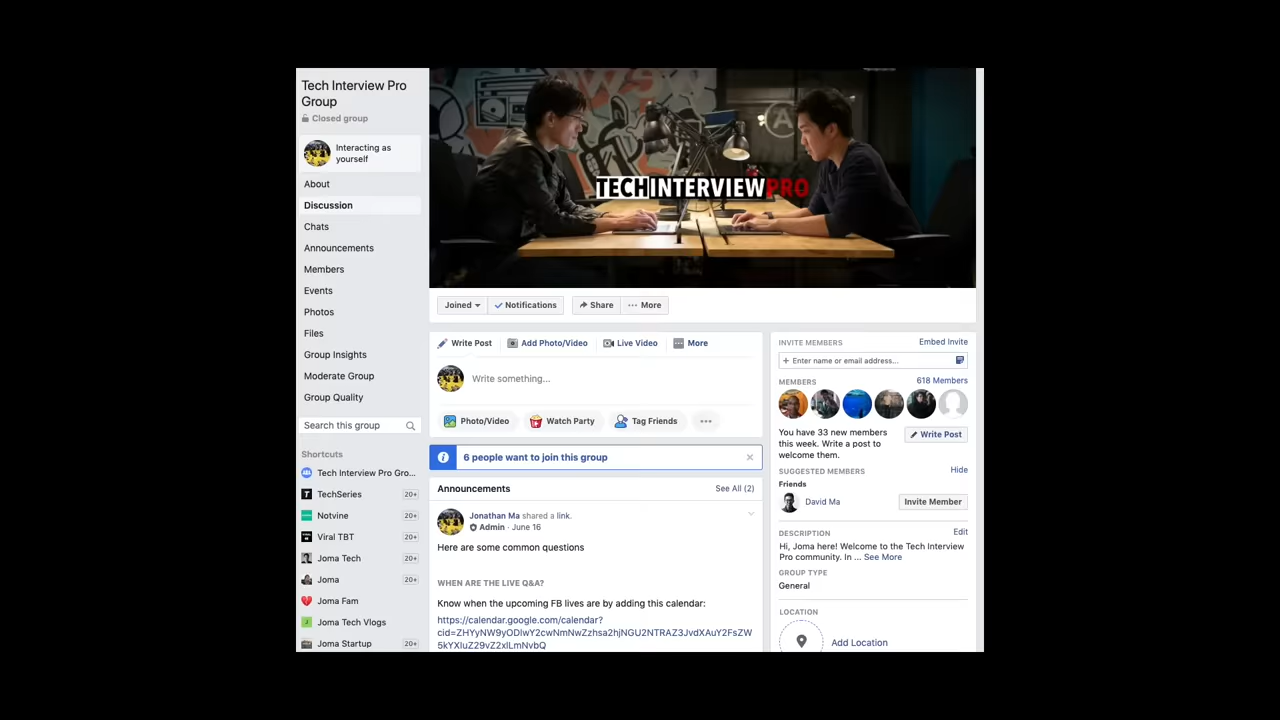 Tech Interview Pro
Group
Closed group
Interacting as
yourself
About
Discussion
Chats
Announcements
Members
Events
Photos
Files
Group Insights
Moderate Group
Group Quality
Search this group
Shortcuts
Tech Interview Pro Gro...
TechSeries 20+
Notvine 20+
Viral TBT 20+
Joma Tech 20+
Joma 20+
Joma Fam
Joma Tech Vlogs
Joma Startup 20+
TECHINTERVIEWPRO
Joined Notifications Share More
Write Post Add Photo/Video Live Video More
Write something...
Photo/Video Watch Party Tag Friends
6 people want to join this group
Announcements See All (2)
Jonathan Ma shared a link.
Admin · June 16
Here are some common questions
WHEN ARE THE LIVE Q&A?
Know when the upcoming FB lives are by adding this calendar:
https://calendar.google.com/calendar?
INVITE MEMBERS Embed Invite
+ Enter name or email address...
MEMBERS 618 Members
You have 33 new members
this week. Write a post to
welcome them.
Write Post
SUGGESTED MEMBERS Hide
Friends
David Ma Invite Member
DESCRIPTION Edit
Hi, Joma here! Welcome to the Tech Interview
Pro community. In ... See More
GROUP TYPE
General
LOCATION
Add Location